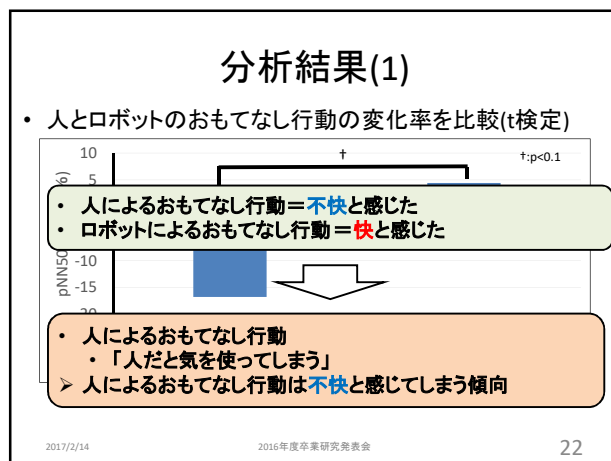 分析結果(1)
• 人とロボットのおもてなし行動の変化率を比較(t検定)
10
†
†:p<0.1
5
%)
• 人によるおもてなし行動＝不快と感じた
• ロボットによるおもてなし行動＝快と感じた
pNN50
-10
-15
• 人によるおもてなし行動
• 「人だと気を使ってしまう」
➢ 人によるおもてなし行動は不快と感じてしまう傾向
2017/2/14
2016年度卒業研究発表会
22